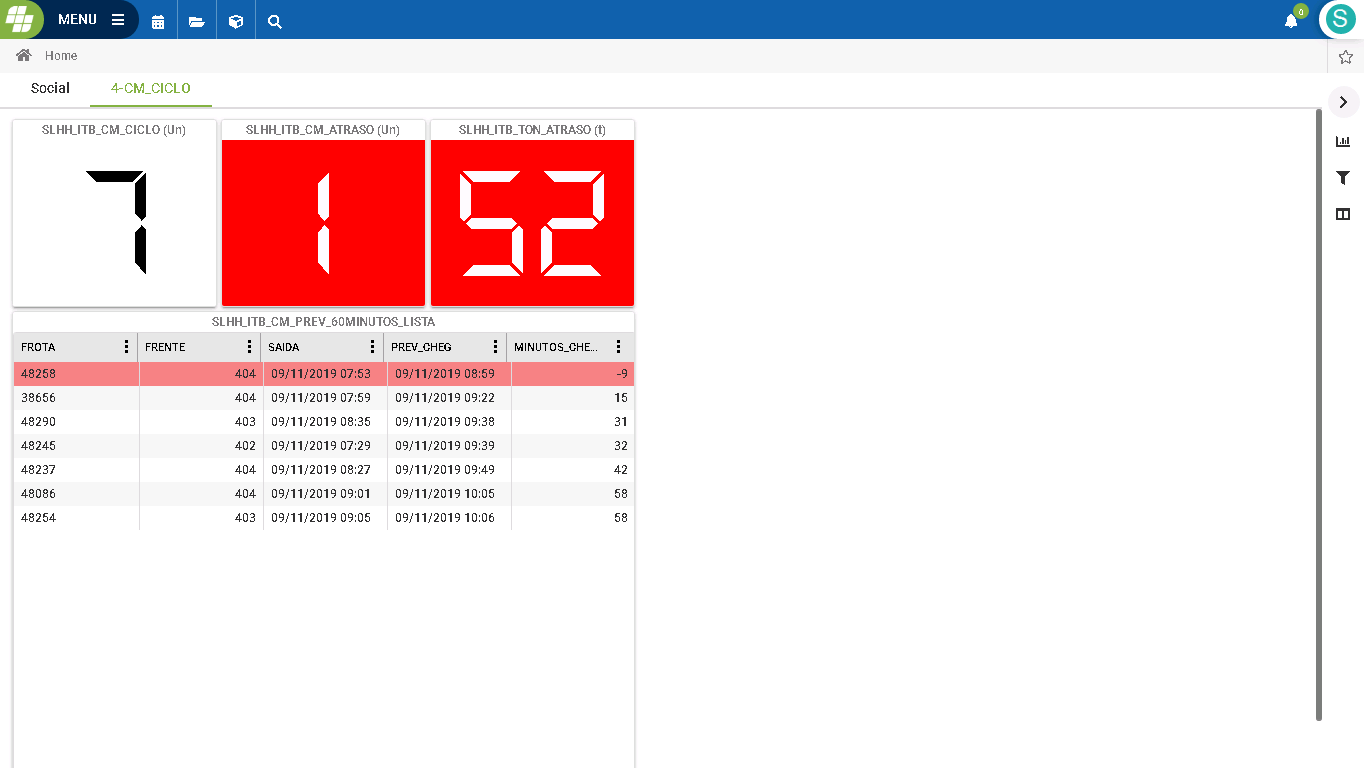 MENU
0
S
Home
Social 4-CM_CICLO
SLHH_ITB_CM_CICLO (Un) SLHH_ITB_CM_ATRASO (Un) SLHH_ITB_TON_ATRASO (t)
7 1 52
SLHH_ITB_CM_PREV_60MINUTOS_LISTA
FROTA FRENTE SAIDA PREV_CHEG MINUTOS_CHE...
48258 404 09/11/2019 07:53 09/11/2019 08:59 -9
38656 404 09/11/2019 07:59 09/11/2019 09:22 15
48290 403 09/11/2019 08:35 09/11/2019 09:38 31
48245 402 09/11/2019 07:29 09/11/2019 09:39 32
48237 404 09/11/2019 08:27 09/11/2019 09:49 42
48086 404 09/11/2019 09:01 09/11/2019 10:05 58
48254 403 09/11/2019 09:05 09/11/2019 10:06 58